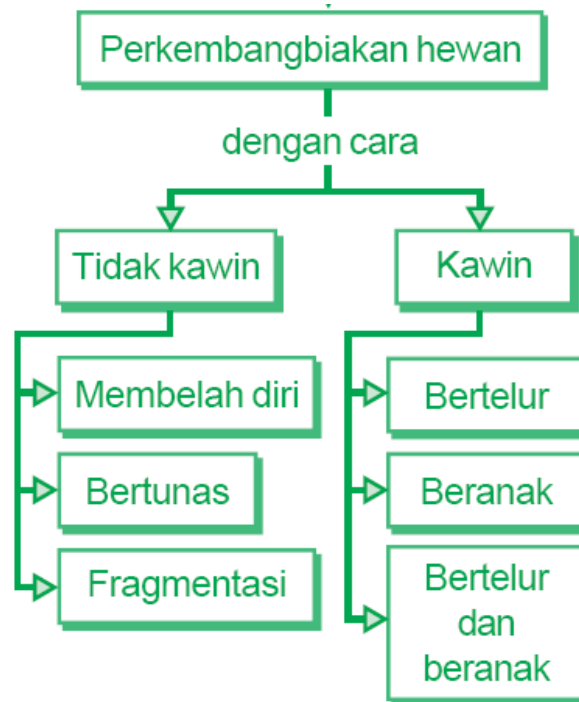 Perkembangbiakan hewan
dengan cara
Tidak kawin
Membelah diri
Bertunas
Fragmentasi
Kawin
Bertelur
Beranak
Bertelur
dan
beranak